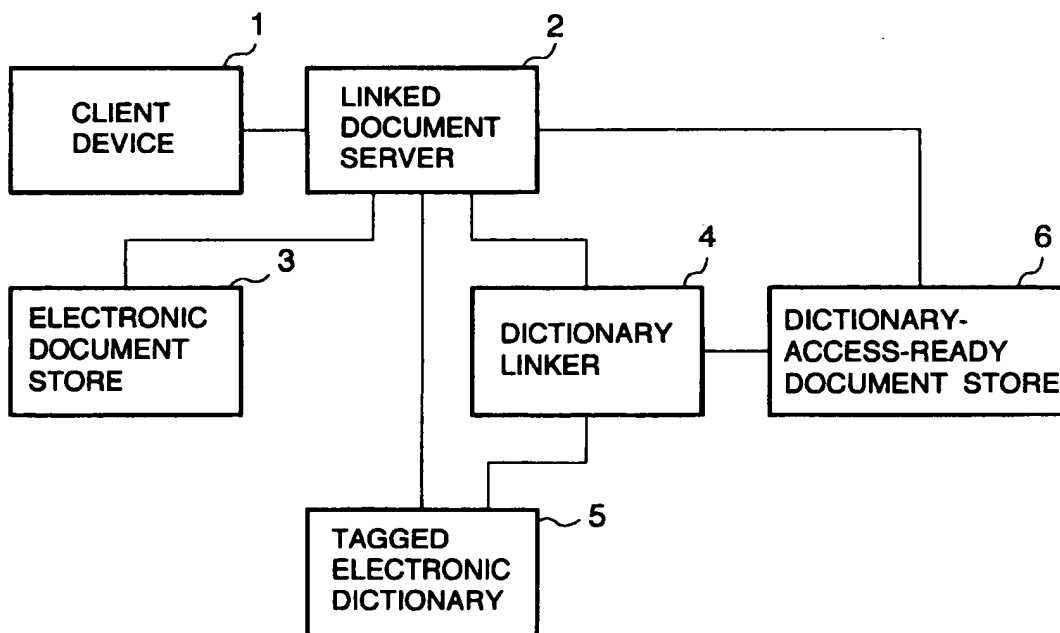 1
CLIENT
DEVICE
2
LINKED
DOCUMENT
SERVER
3
ELECTRONIC
DOCUMENT
STORE
4
DICTIONARY
LINKER
6
DICTIONARY-
ACCESS-READY
DOCUMENT STORE
5
TAGGED
ELECTRONIC
DICTIONARY